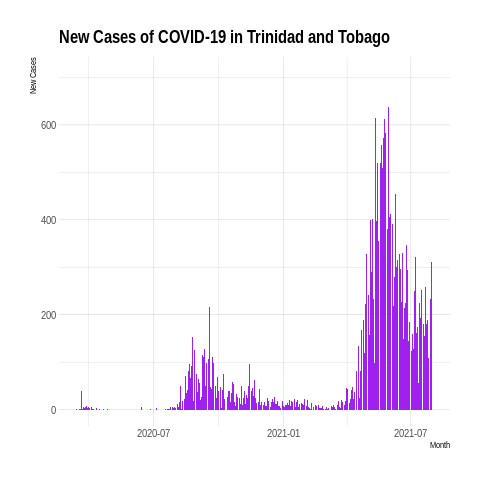 New Cases of COVID-19 in Trinidad and Tobago
New Cases
600
400
200
0
2020-07
2021-01
2021-07
Month